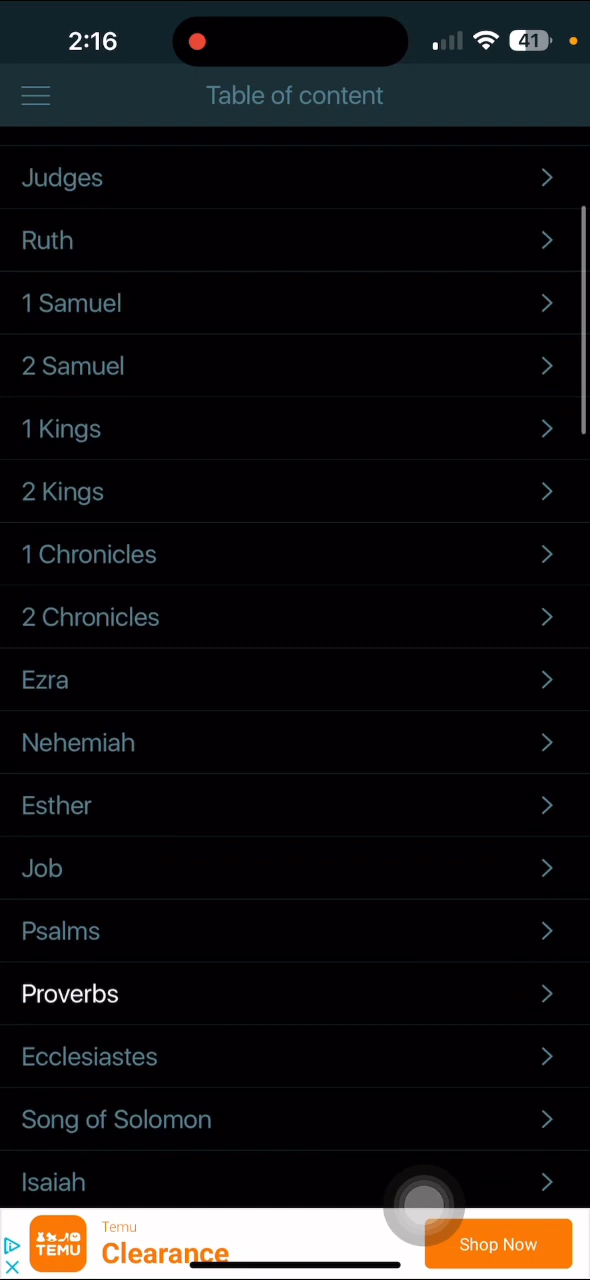 2:16
41
Table of content
Judges
Ruth
1 Samuel
2 Samuel
1 Kings
2 Kings
1 Chronicles
2 Chronicles
Ezra
Nehemiah
Esther
Job
Psalms
Proverbs
Ecclesiastes
Song of Solomon
Isaiah
TEMU
Temu
Clearance
Shop Now